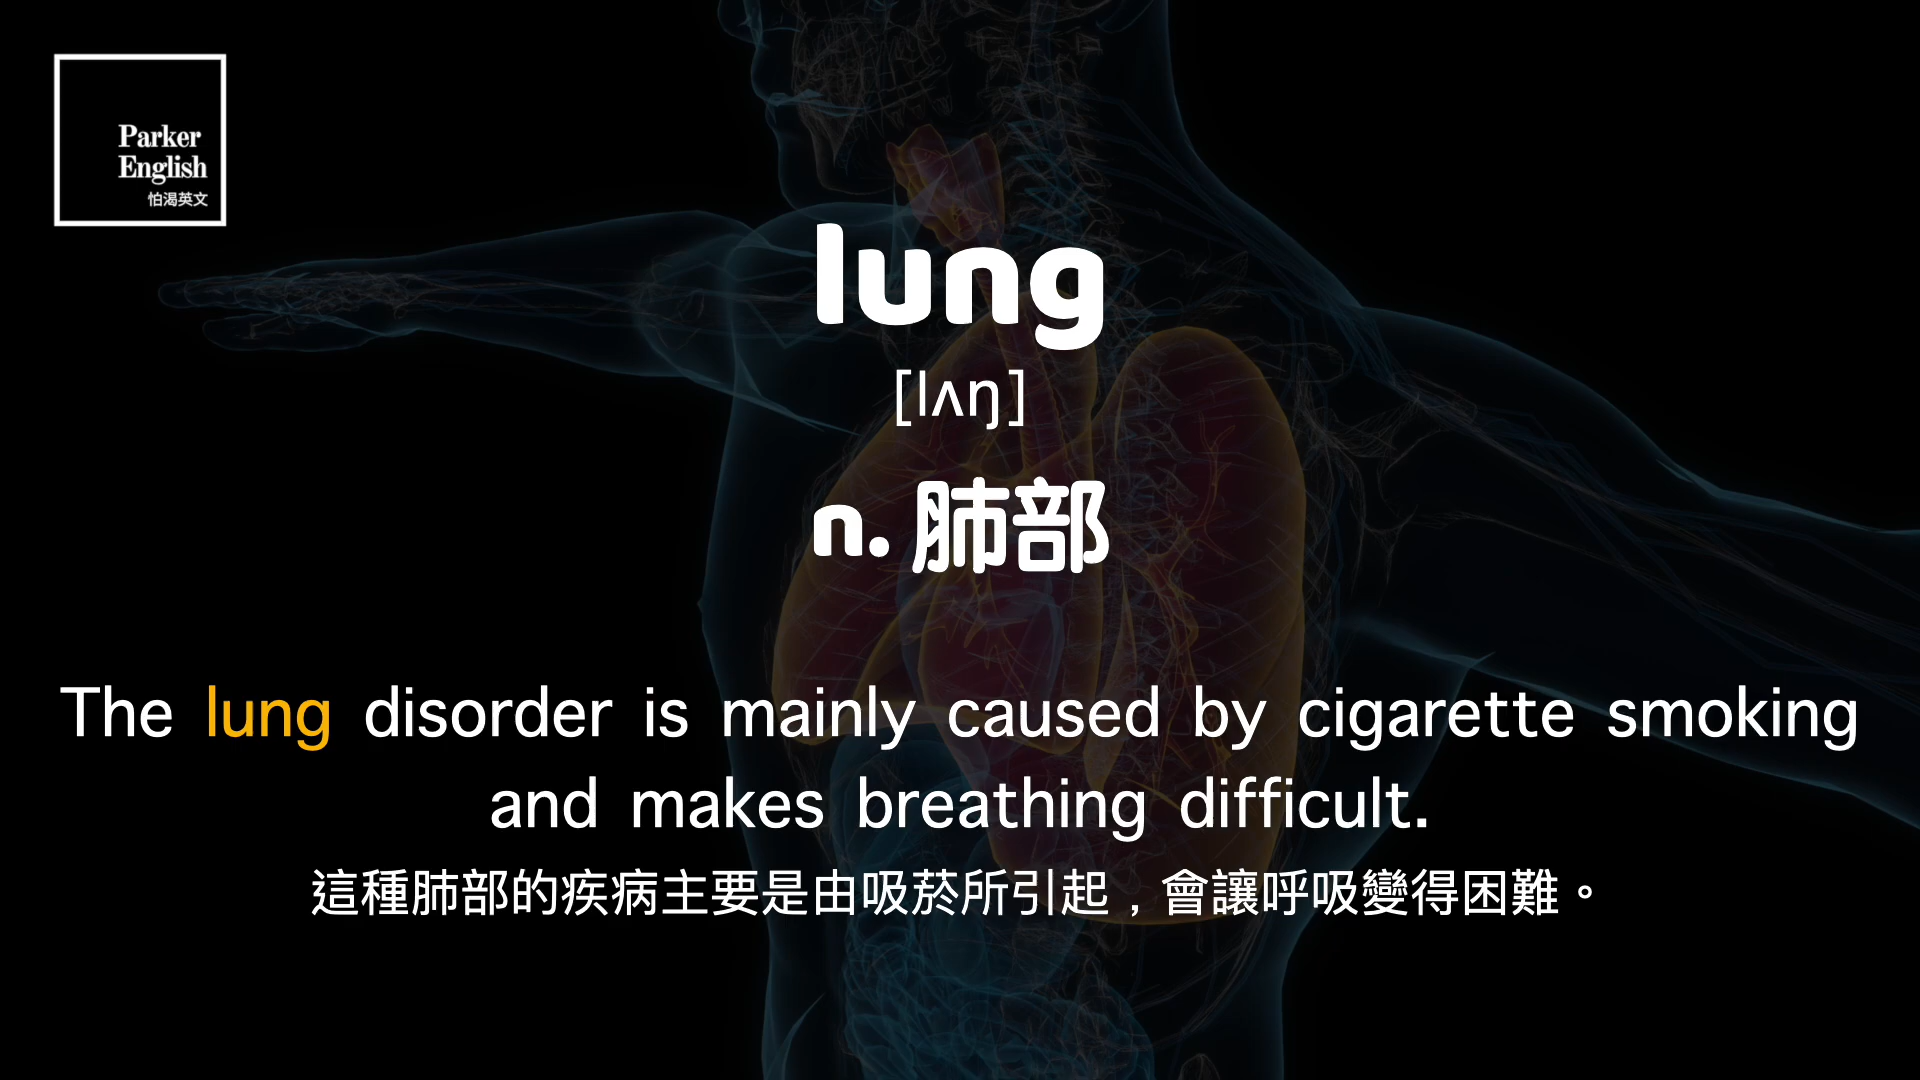 Parker
English
怕渴英文
lung
[lʌŋ]
n. 肺部
The lung disorder is mainly caused by cigarette smoking
and makes breathing difficult.
這種肺部的疾病主要是由吸菸所引起，會讓呼吸變得困難。